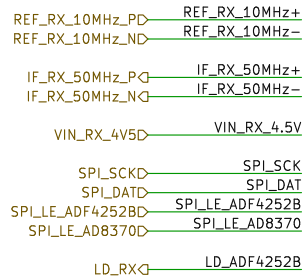 REF_RX_10MHz_P REF_RX_10MHz+
REF_RX_10MHz_N REF_RX_10MHz-
IF_RX_50MHz_P IF_RX_50MHz+
IF_RX_50MHz_N IF_RX_50MHz-
VIN_RX_4V5 VIN_RX_4.5V
SPI_SCK SPI_SCK
SPI_DAT SPI_DAT
SPI_LE_ADF4252B SPI_LE_ADF4252B
SPI_LE_AD8370 SPI_LE_AD8370
LD_RX LD_ADF4252B